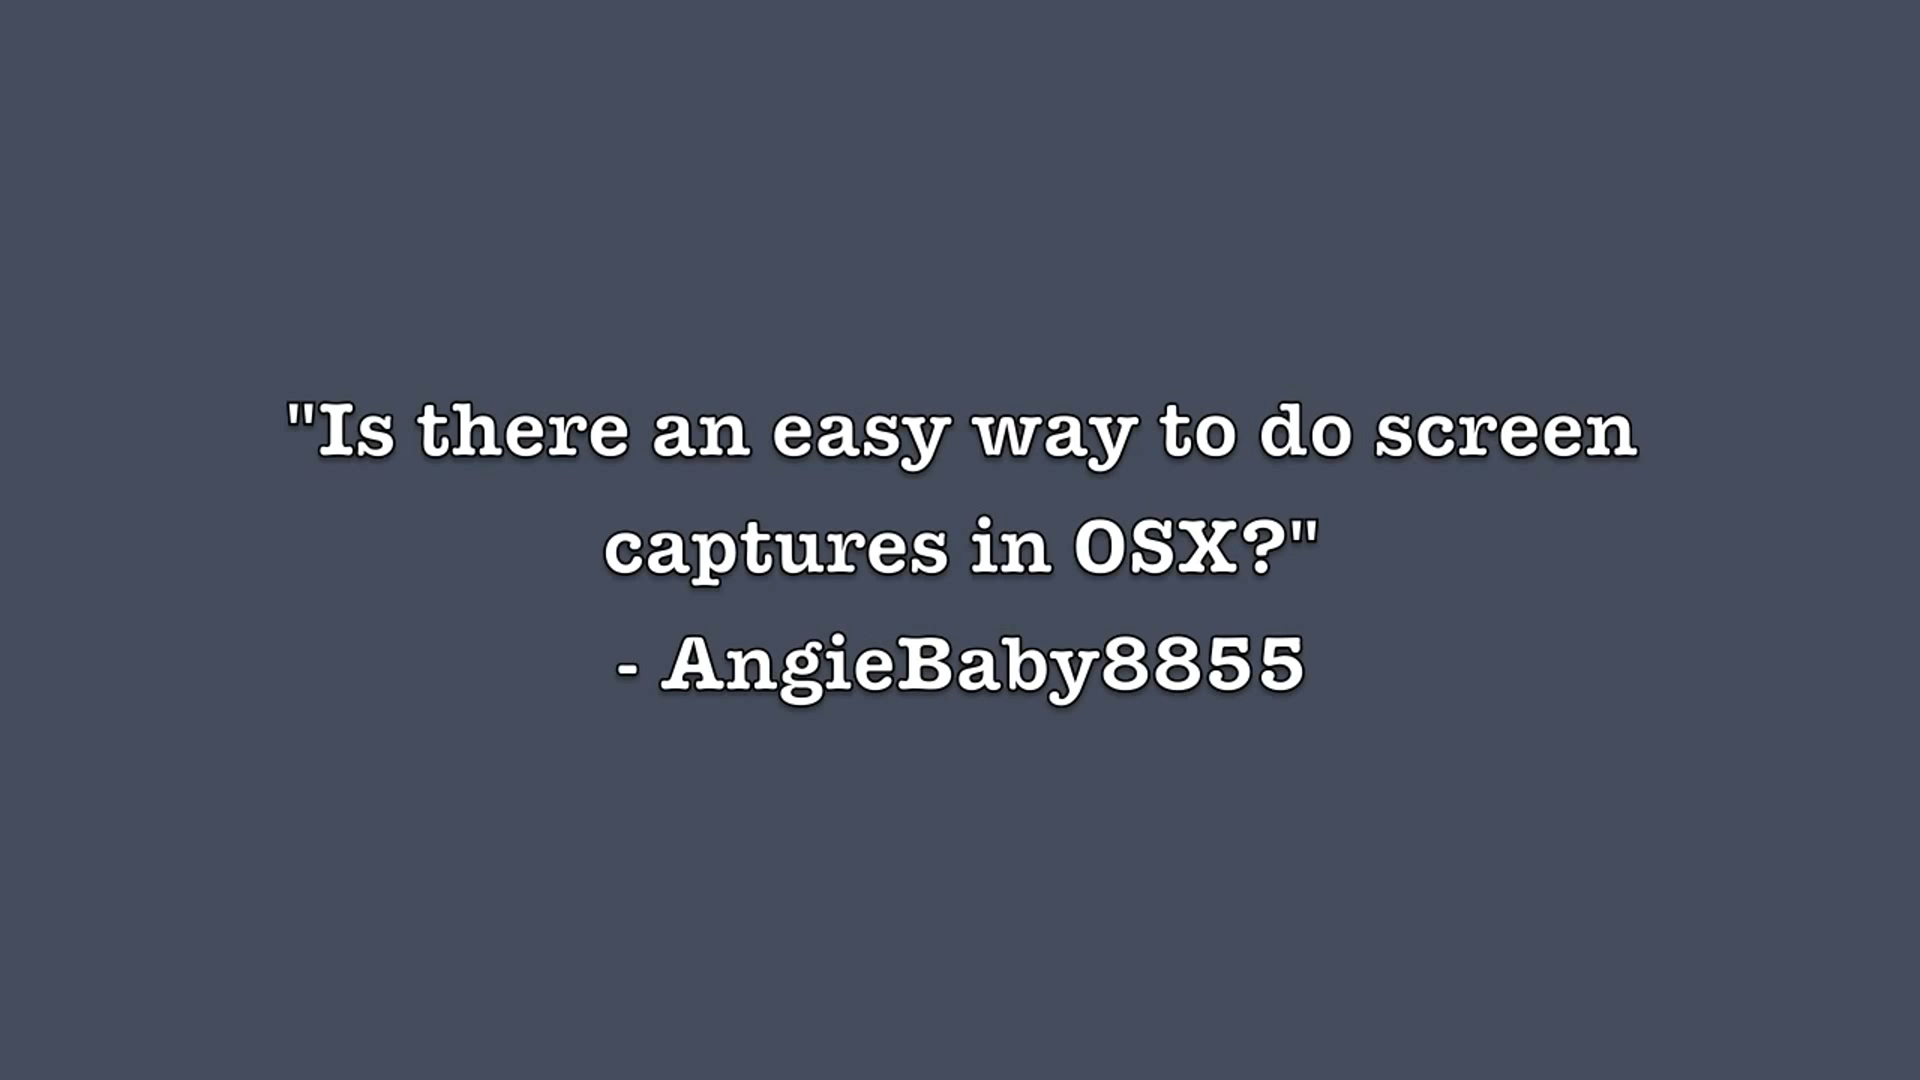 "Is there an easy way to do screen
captures in OSX?"
- AngieBaby8855